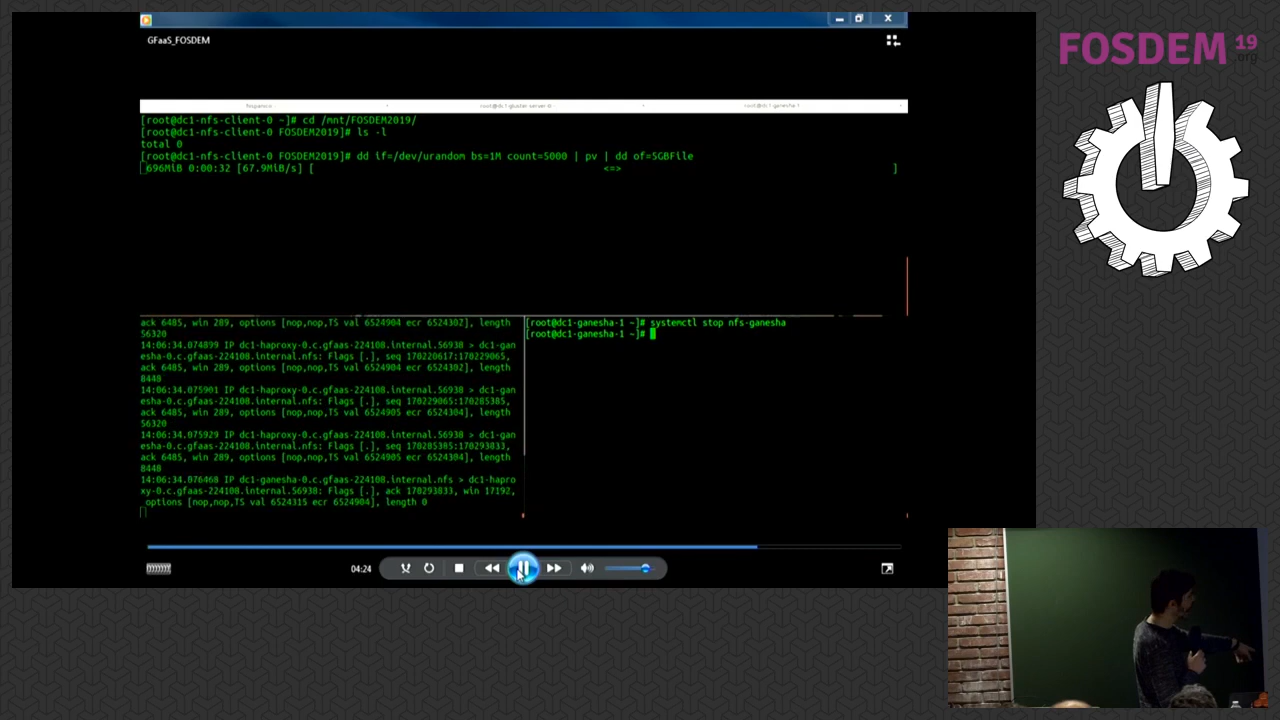 GFaaS_FOSDEM
FOSDEM 19
.org
root@dc1-gluster-server-0:~
root@dc1-ganesha-1
[root@dc1-nfs-client-0 ~]# cd /mnt/FOSDEM2019/
[root@dc1-nfs-client-0 FOSDEM2019]# ls -l
total 0
[root@dc1-nfs-client-0 FOSDEM2019]# dd if=/dev/urandom bs=1M count=5000 | pv | dd of=5GBFile
696MiB 0:00:32 [67.9MiB/s] [ <=> ]
ack 6485, win 289, options [nop,nop,TS val 6524904 ecr 6524302], length
56320
14:06:34.074899 IP dc1-haproxy-0.c.gfaas-224108.internal.56938 > dc1-gan
esha-0.c.gfaas-224108.internal.nfs: Flags [.], seq 170220617:170229065,
ack 6485, win 289, options [nop,nop,TS val 6524904 ecr 6524302], length
8448
14:06:34.075901 IP dc1-haproxy-0.c.gfaas-224108.internal.56938 > dc1-gan
esha-0.c.gfaas-224108.internal.nfs: Flags [.], seq 170229065:170285385,
ack 6485, win 289, options [nop,nop,TS val 6524905 ecr 6524304], length
56320
14:06:34.075929 IP dc1-haproxy-0.c.gfaas-224108.internal.56938 > dc1-gan
esha-0.c.gfaas-224108.internal.nfs: Flags [.], seq 170285385:170293833,
ack 6485, win 289, options [nop,nop,TS val 6524905 ecr 6524304], length
8448
14:06:34.076468 IP dc1-ganesha-0.c.gfaas-224108.internal.nfs > dc1-hapro
xy-0.c.gfaas-224108.internal.56938: Flags [.], ack 170293833, win 17192,
options [nop,nop,TS val 6524315 ecr 6524904], length 0
[root@dc1-ganesha-1 ~]# systemctl stop nfs-ganesha
[root@dc1-ganesha-1 ~]#
04:24